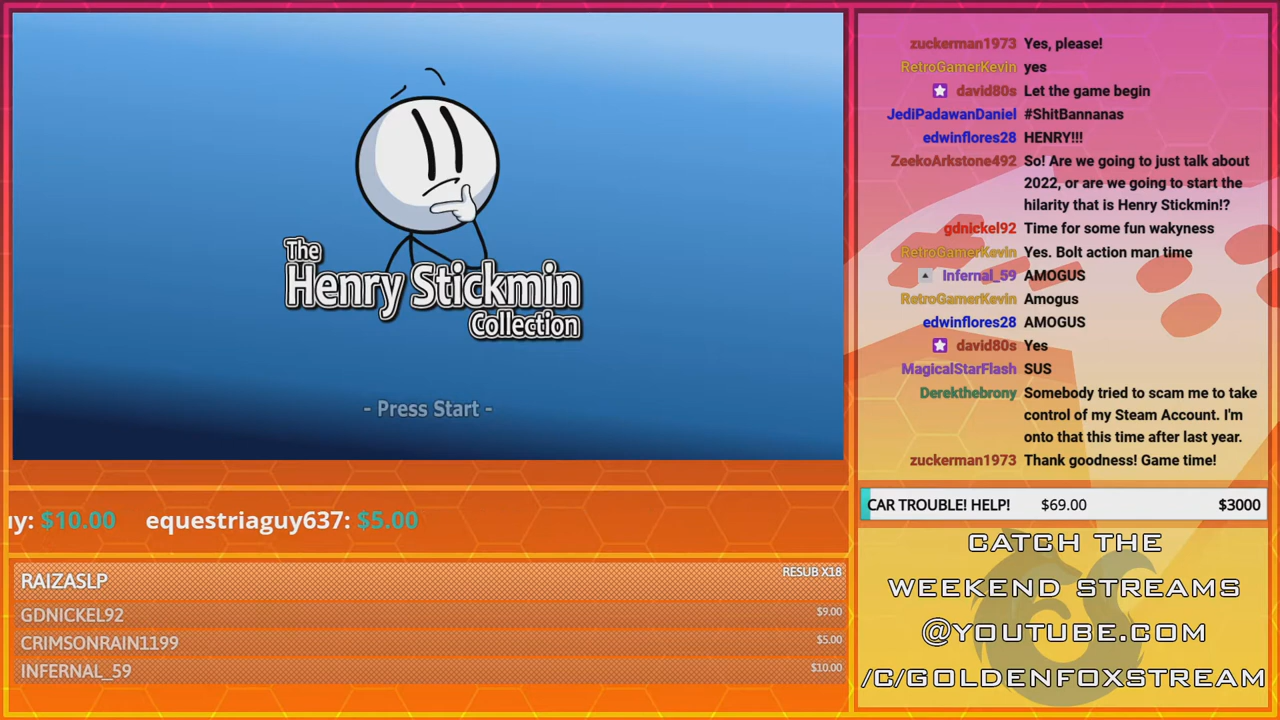 The
Henry Stickmin
Collection
- Press Start -
zuckerman1973 Yes, please!
RetroGamerKevin yes
david80s Let the game begin
JediPadawanDaniel #ShitBannanas
edwinflores28 HENRY!!!
ZeekoArkstone492 So! Are we going to just talk about
2022, or are we going to start the
hilarity that is Henry Stickmin!?
gdnickel92 Time for some fun wakyness
RetroGamerKevin Yes. Bolt action man time
Infernal_59 AMOGUS
RetroGamerKevin Amogus
edwinflores28 AMOGUS
david80s Yes
MagicalStarFlash SUS
Derekthebrony Somebody tried to scam me to take
control of my Steam Account. I'm
onto that this time after last year.
zuckerman1973 Thank goodness! Game time!
CAR TROUBLE! HELP! $69.00 $3000
uy: $10.00 equestriaguy637: $5.00
RAIZASLP RESUB X18
GDNICKEL92 $9.00
CRIMSONRAIN1199 $5.00
INFERNAL_59 $10.00
CATCH THE
WEEKEND STREAMS
@YOUTUBE.COM
/C/GOLDENFOXSTREAM